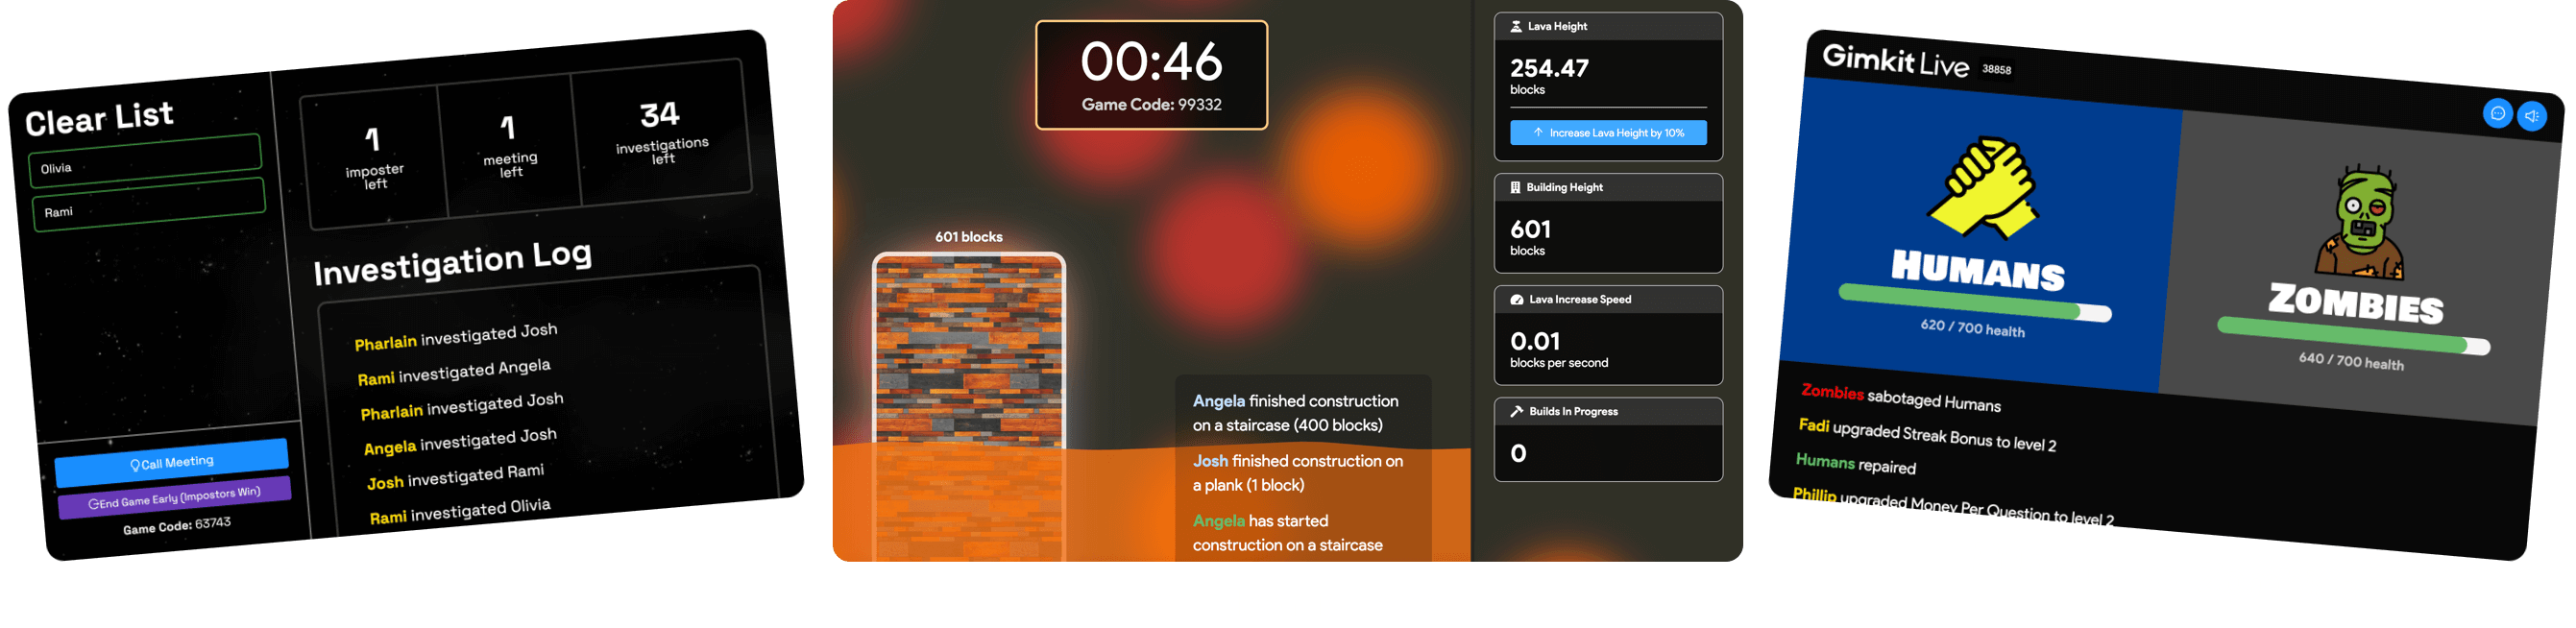 Clear List
Olivia
Rami
Call Meeting
End Game Early (Impostors Win)
Game Code: 63743
1
imposter
left
1
meeting
left
34
investigations
left
Investigation Log
Pharlain investigated Josh
Rami investigated Angela
Pharlain investigated Josh
Angela investigated Josh
Josh investigated Rami
Rami investigated Olivia
00:46
Game Code: 99332
601 blocks
Angela finished construction
on a staircase (400 blocks)
Josh finished construction on
a plank (1 block)
Angela has started
construction on a staircase
Lava Height
254.47
blocks
Increase Lava Height by 10%
Building Height
601
blocks
Lava Increase Speed
0.01
blocks per second
Builds In Progress
0
Gimkit Live 38858
HUMANS
620 / 700 health
ZOMBIES
640 / 700 health
Zombies sabotaged Humans
Fadi upgraded Streak Bonus to level 2
Humans repaired
Phillip upgraded Money Per Question to level 2